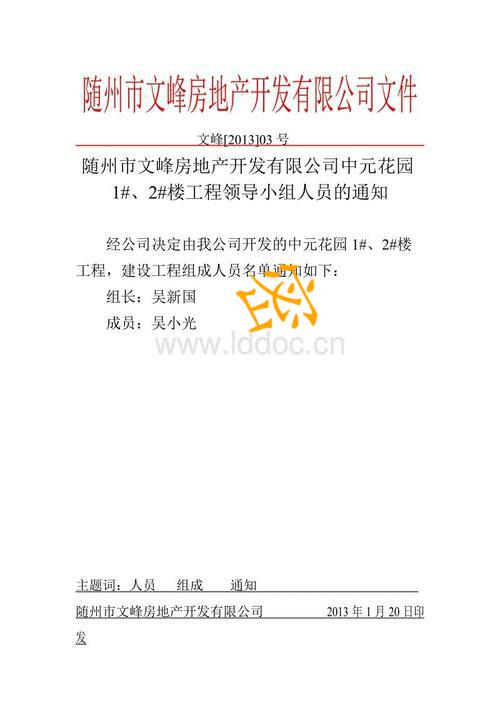 随州市文峰房地产开发有限公司文件
文峰[2013]03 号
随州市文峰房地产开发有限公司中元花园
1#、2#楼工程领导小组人员的通知
经公司决定由我公司开发的中元花园 1#、2#楼
工程，建设工程组成人员名单通知如下：
组长：吴新国
成员：吴小光
www.lddoc.cn
主题词：人员 组成 通知
随州市文峰房地产开发有限公司 2013 年 1 月 20 日印
发